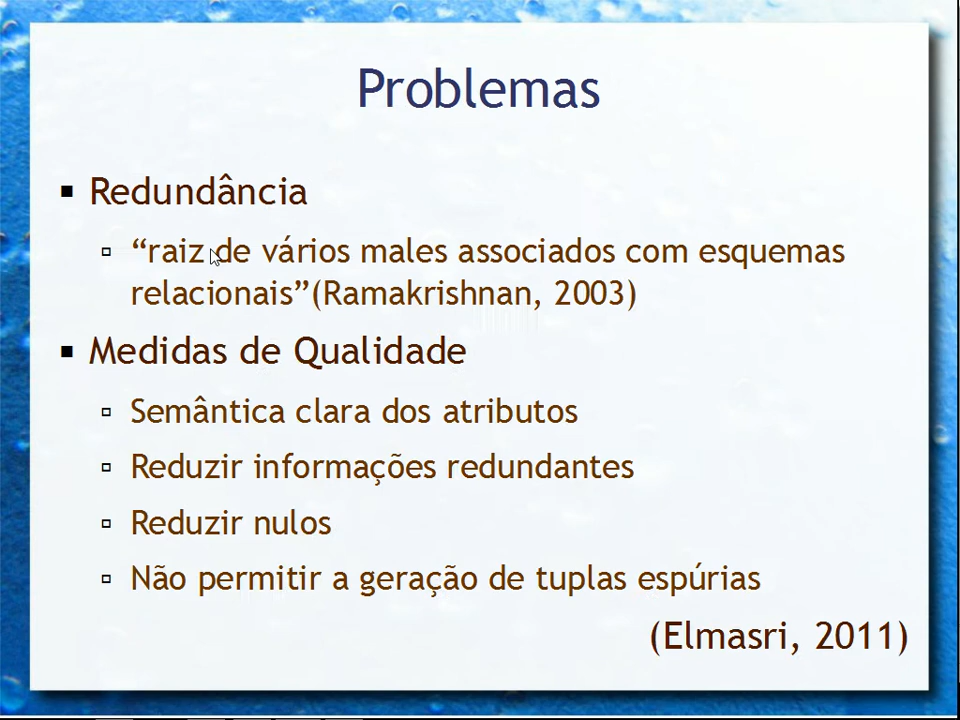 Problemas
Redundância
“raiz de vários males associados com esquemas
relacionais”(Ramakrishnan, 2003)
Medidas de Qualidade
Semântica clara dos atributos
Reduzir informações redundantes
Reduzir nulos
Não permitir a geração de tuplas espúrias
(Elmasri, 2011)